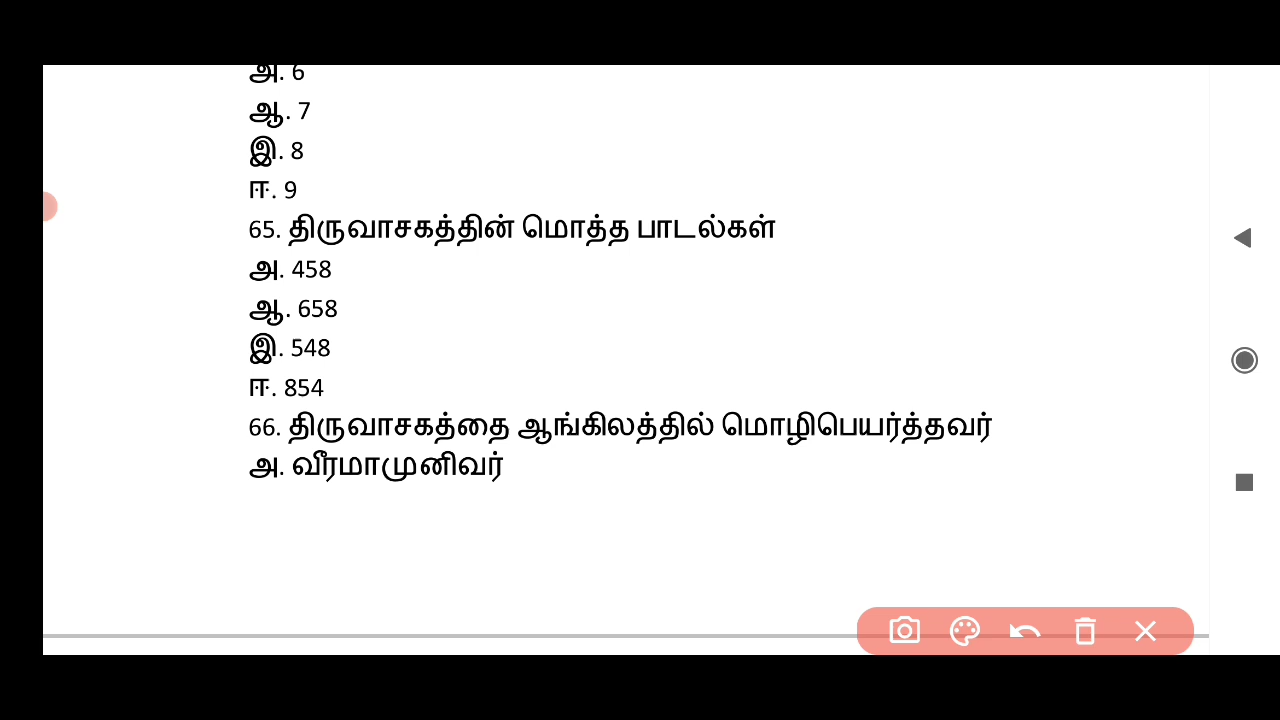 அ. 6
ஆ. 7
இ. 8
ஈ. 9
65. திருவாசகத்தின் மொத்த பாடல்கள்
அ. 458
ஆ. 658
இ. 548
ஈ. 854
66. திருவாசகத்தை ஆங்கிலத்தில் மொழிபெயர்த்தவர்
அ. வீரமாமுனிவர்